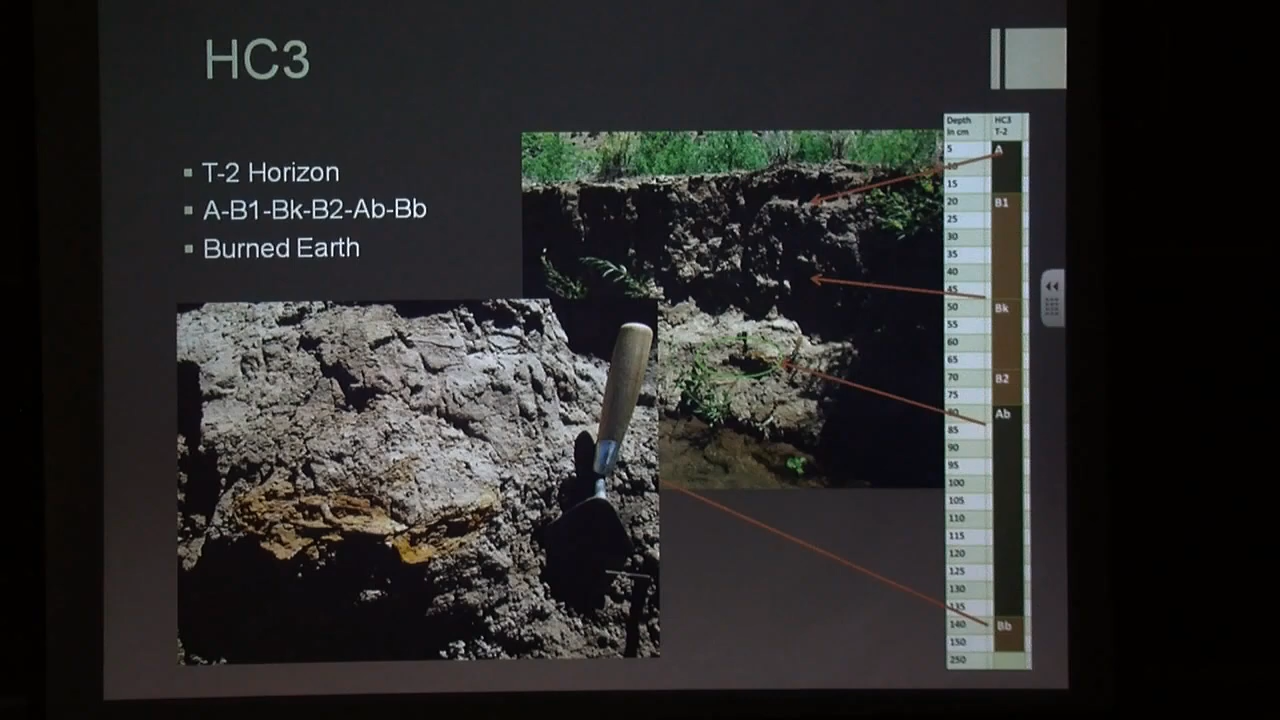 HC3
T-2 Horizon
A-B1-Bk-B2-Ab-Bb
Burned Earth
Depth HC3
In cm T-2
5 A
10
15
20 B1
25
30
35
40
45
50 Bk
55
60
65
70 B2
75
80 Ab
85
90
95
100
105
110
115
120
125
130
135
140 Bb
150
250